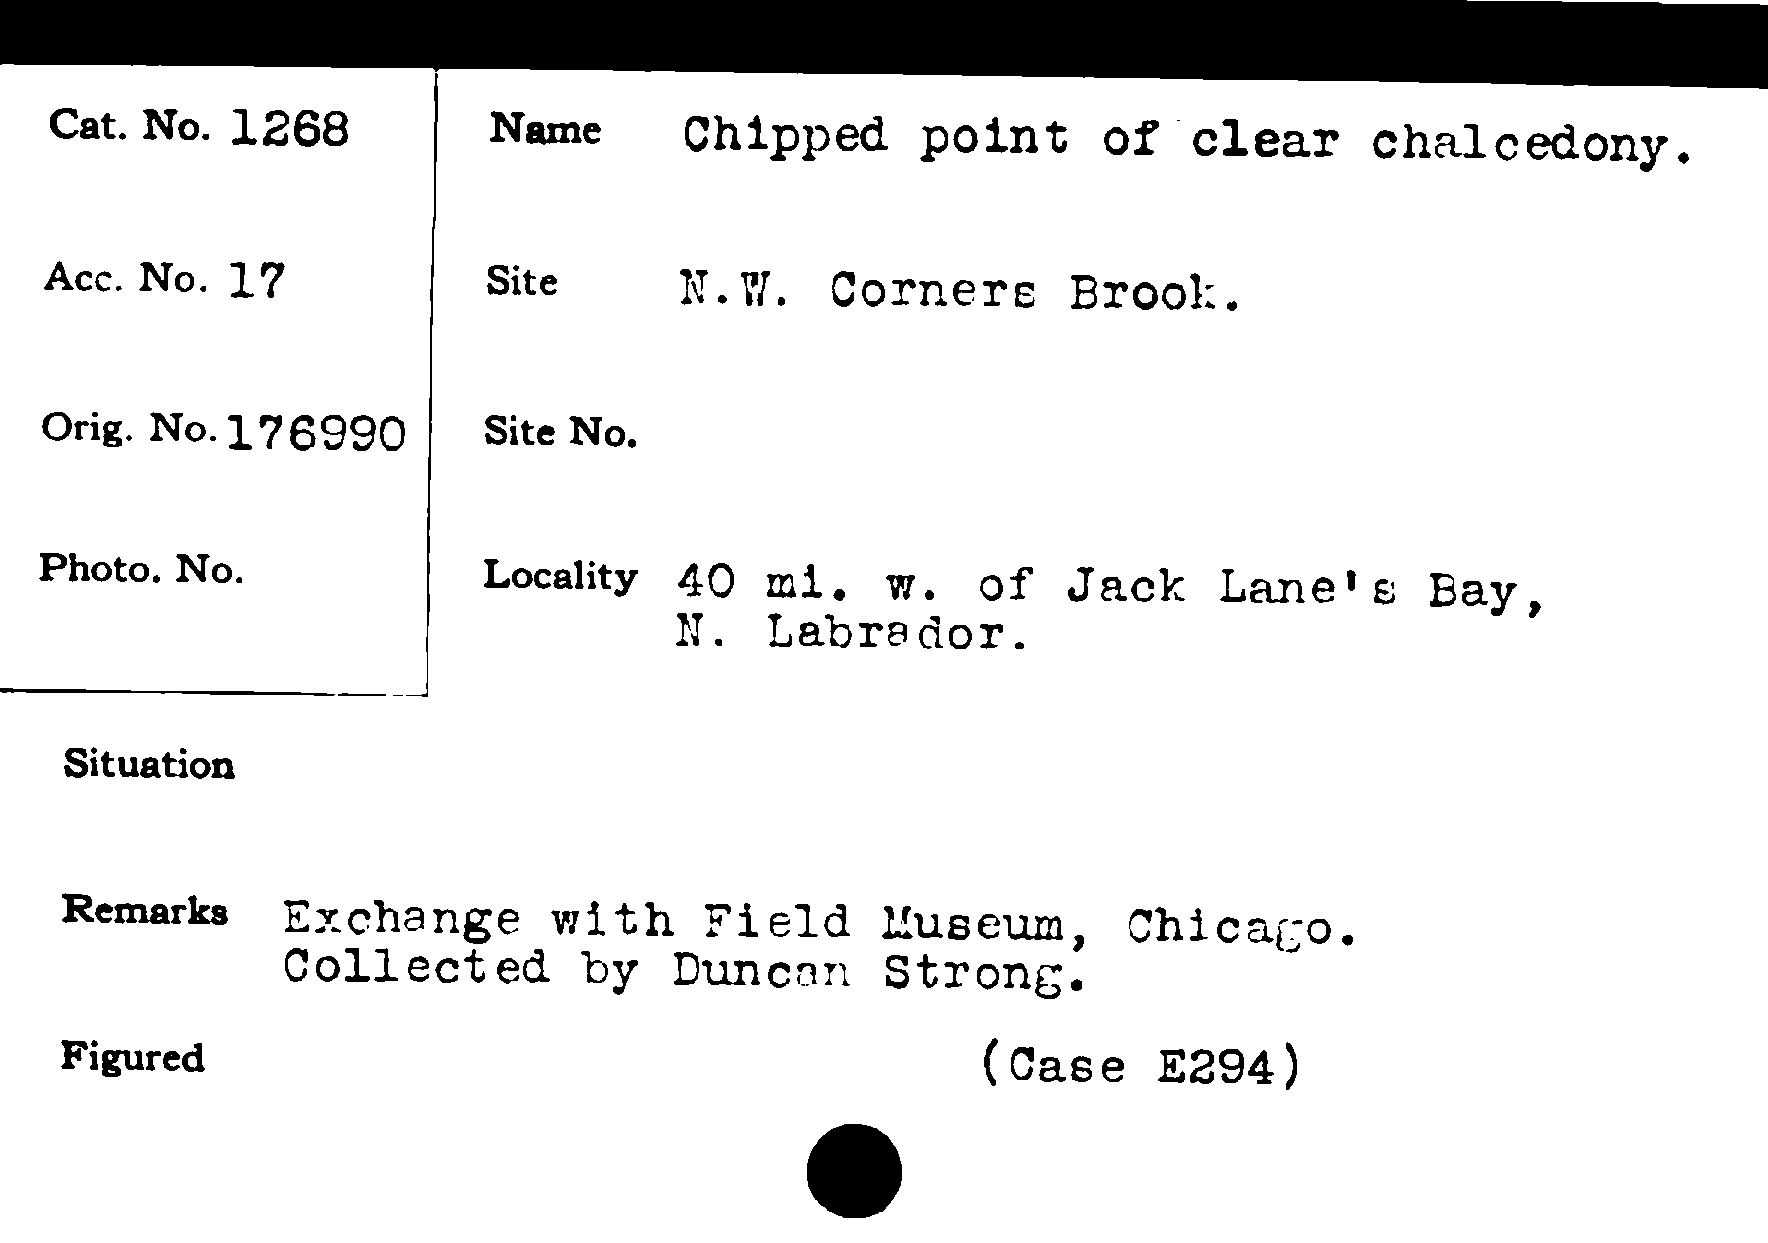 Cat. No. 1268
Name Chipped point of clear chalcedony.
Acc. No. 17
Site N.W. Corners Brook.
Orig. No. 176990
Site No.
Photo. No.
Locality 40 mi. w. of Jack Lane's Bay,
N. Labrador.
Situation
Remarks Exchange with Field Museum, Chicago.
Collected by Duncan Strong.
Figured
(Case E294)